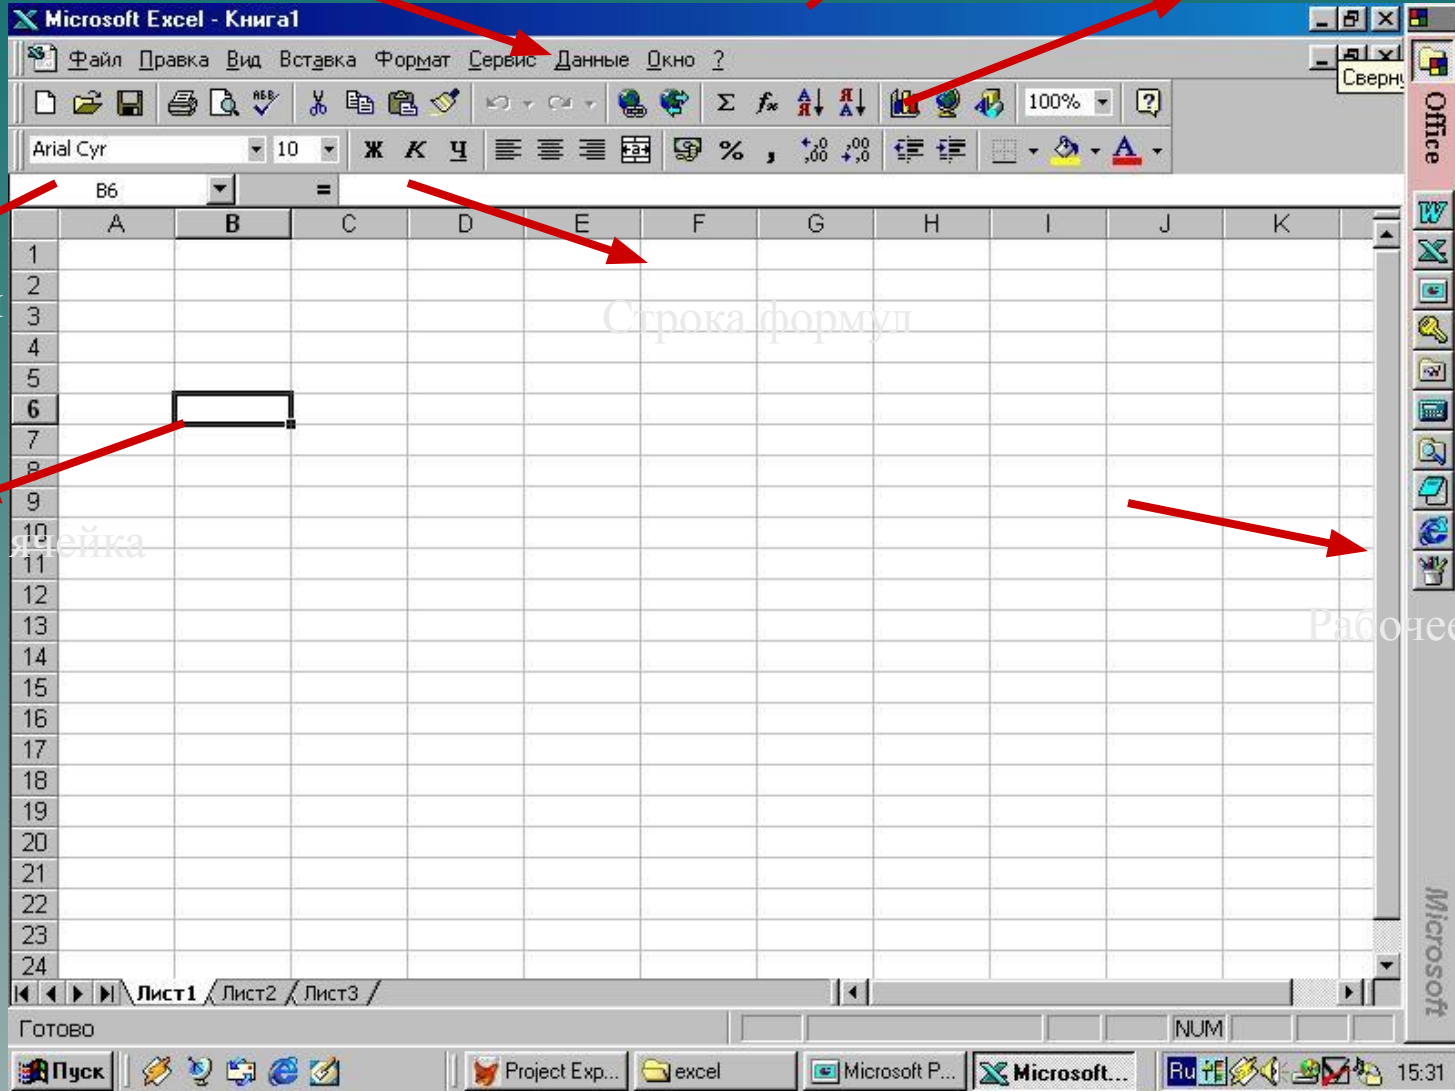 Microsoft Excel - Книга1
Файл Правка Вид Вставка Формат Сервис Данные Окно ?
Сверну
100%
Arial Cyr 10 Ж К Ч
B6 =
A B C D E F G H I J K
1
2
3
Строка формул
4
5
6
7
8
9
10
ячейка
11
12
13
Рабочее
14
15
16
17
18
19
20
21
22
23
24
Лист1 Лист2 Лист3
Готово NUM
Пуск Project Exp... excel Microsoft P... Microsoft... Ru 15:31
Office
Microsoft